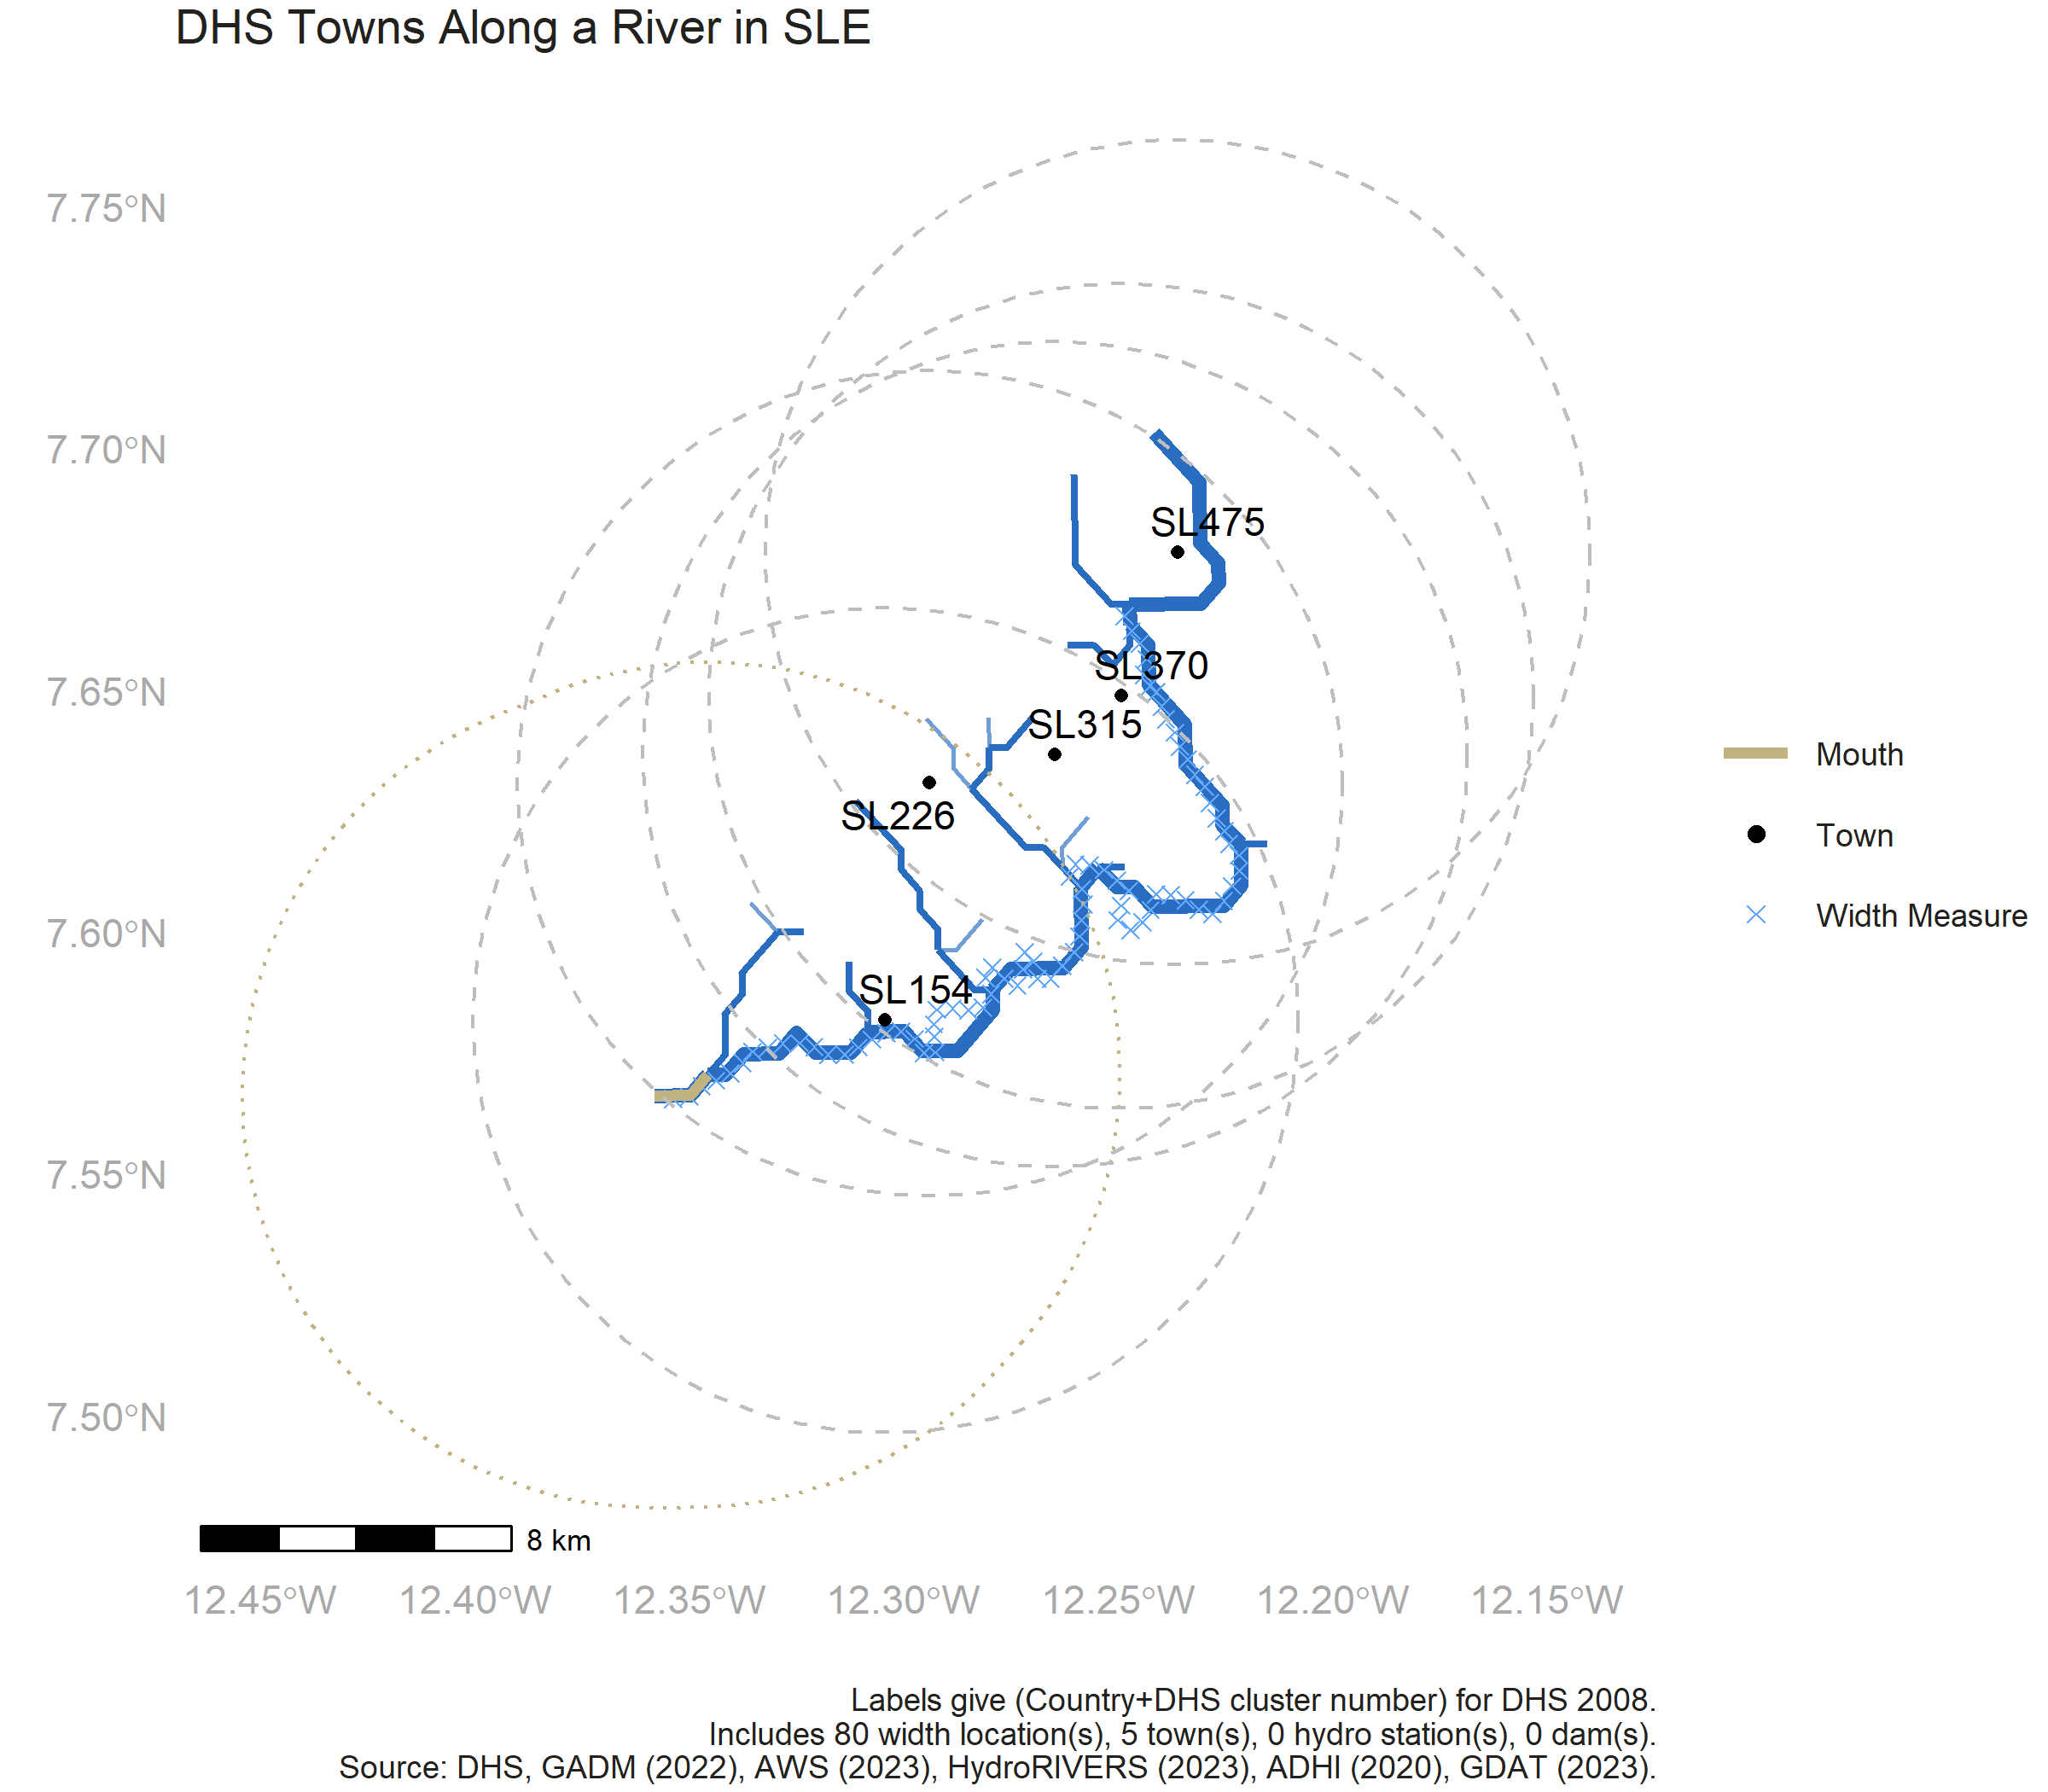 DHS Towns Along a River in SLE
7.75°N
7.70°N
7.65°N
7.60°N
7.55°N
7.50°N
SL475
SL370
SL315
SL226
SL154
Mouth
Town
Width Measure
8 km
12.45°W
12.40°W
12.35°W
12.30°W
12.25°W
12.20°W
12.15°W
Labels give (Country+DHS cluster number) for DHS 2008.
Includes 80 width location(s), 5 town(s), 0 hydro station(s), 0 dam(s).
Source: DHS, GADM (2022), AWS (2023), HydroRIVERS (2023), ADHI (2020), GDAT (2023).